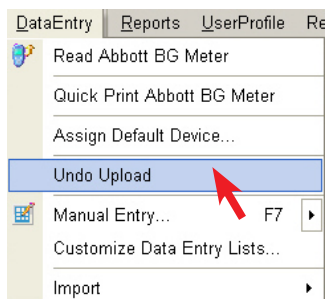 DataEntry Reports UserProfile Re
Read Abbott BG Meter
Quick Print Abbott BG Meter
Assign Default Device...
Undo Upload
Manual Entry... F7
Customize Data Entry Lists...
Import